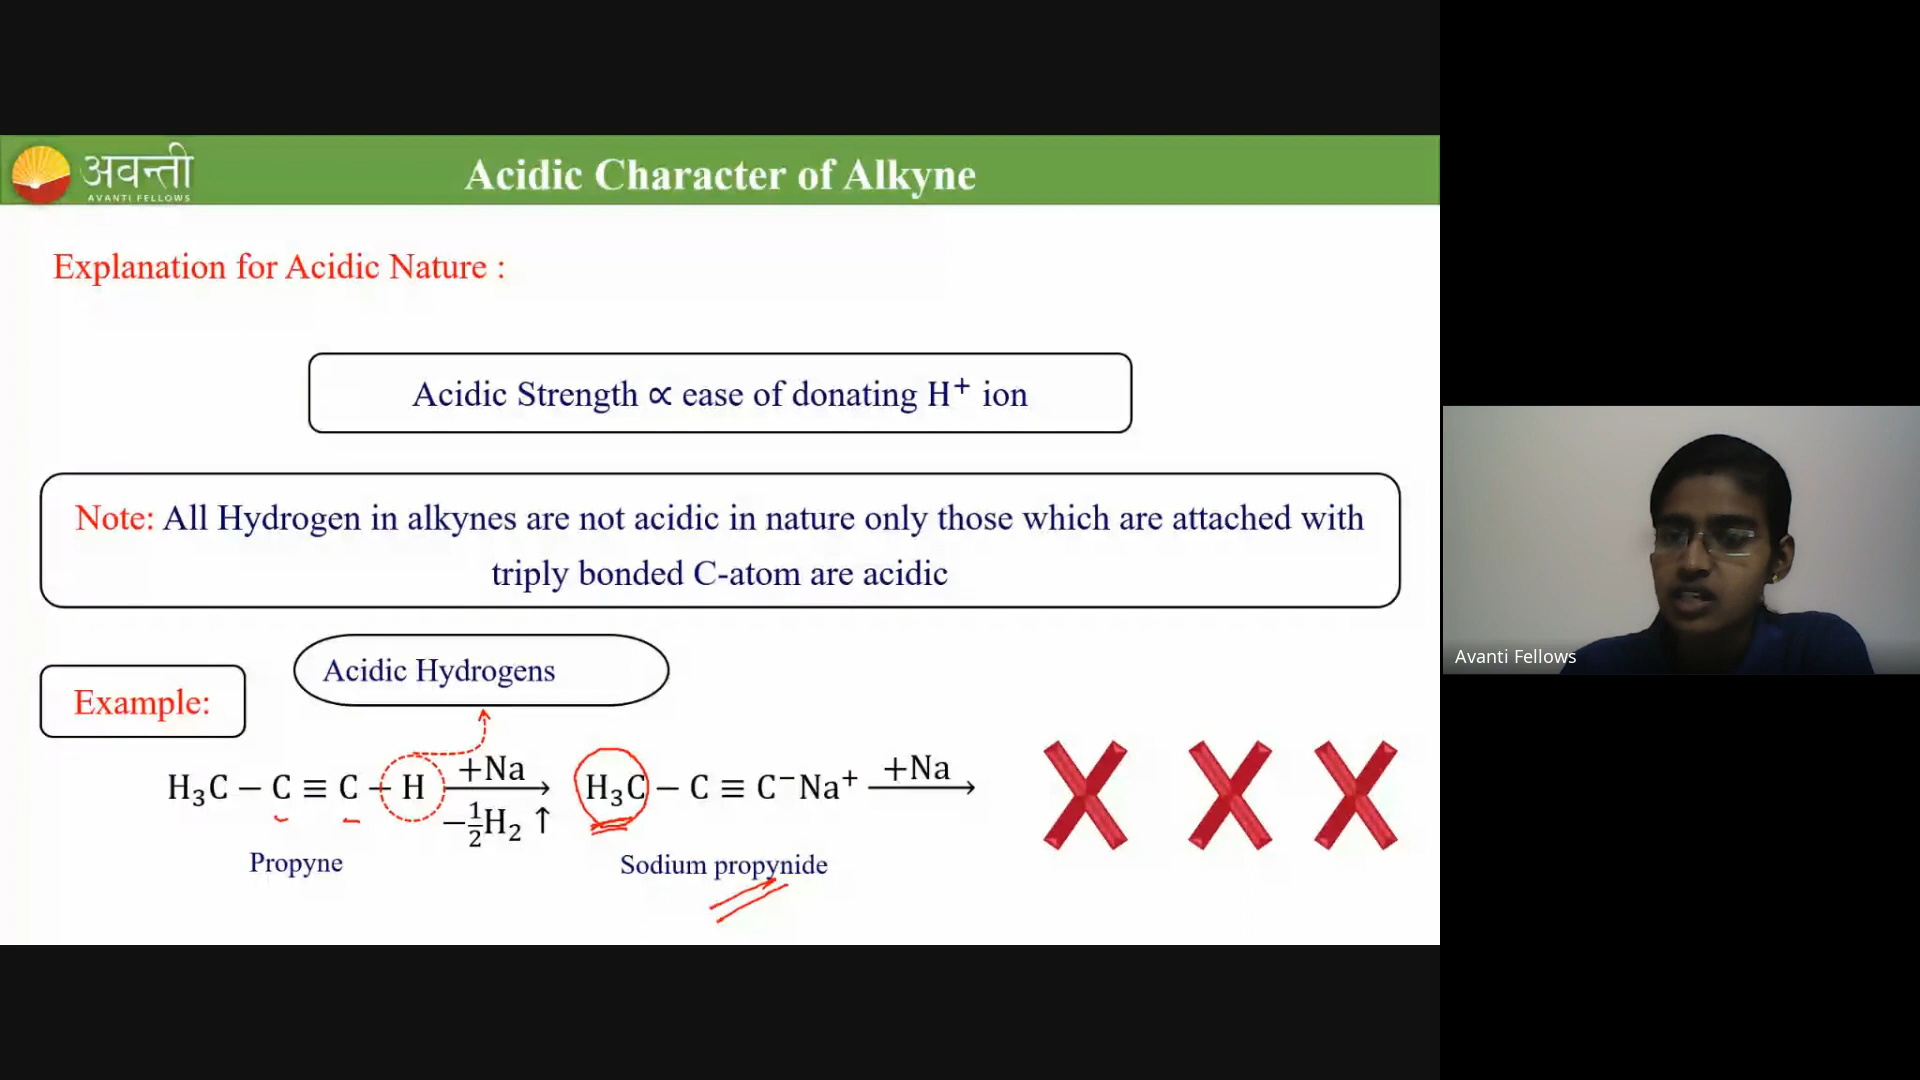 अवन्ती
AVANTI FELLOWS
Acidic Character of Alkyne
Explanation for Acidic Nature :
Acidic Strength ∝ ease of donating H⁺ ion
Note: All Hydrogen in alkynes are not acidic in nature only those which are attached with
triply bonded C-atom are acidic
Acidic Hydrogens
Example:
H₃C − C ≡ C − H +Na −½H₂ ↑ → H₃C − C ≡ C⁻Na⁺ +Na →
Propyne
Sodium propynide
Avanti Fellows